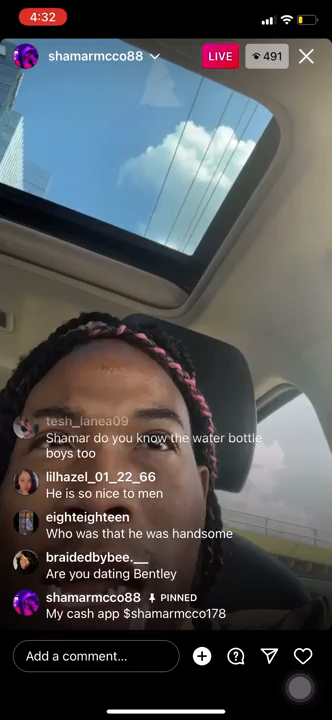 4:32
shamarmcco88
LIVE
491
tesh_lanea09
Shamar do you know the water bottle
boys too
lilhazel_01_22_66
He is so nice to men
eighteighteen
Who was that he was handsome
braidedbybee.__
Are you dating Bentley
shamarmcco88 PINNED
My cash app $shamarmcco178
Add a comment...